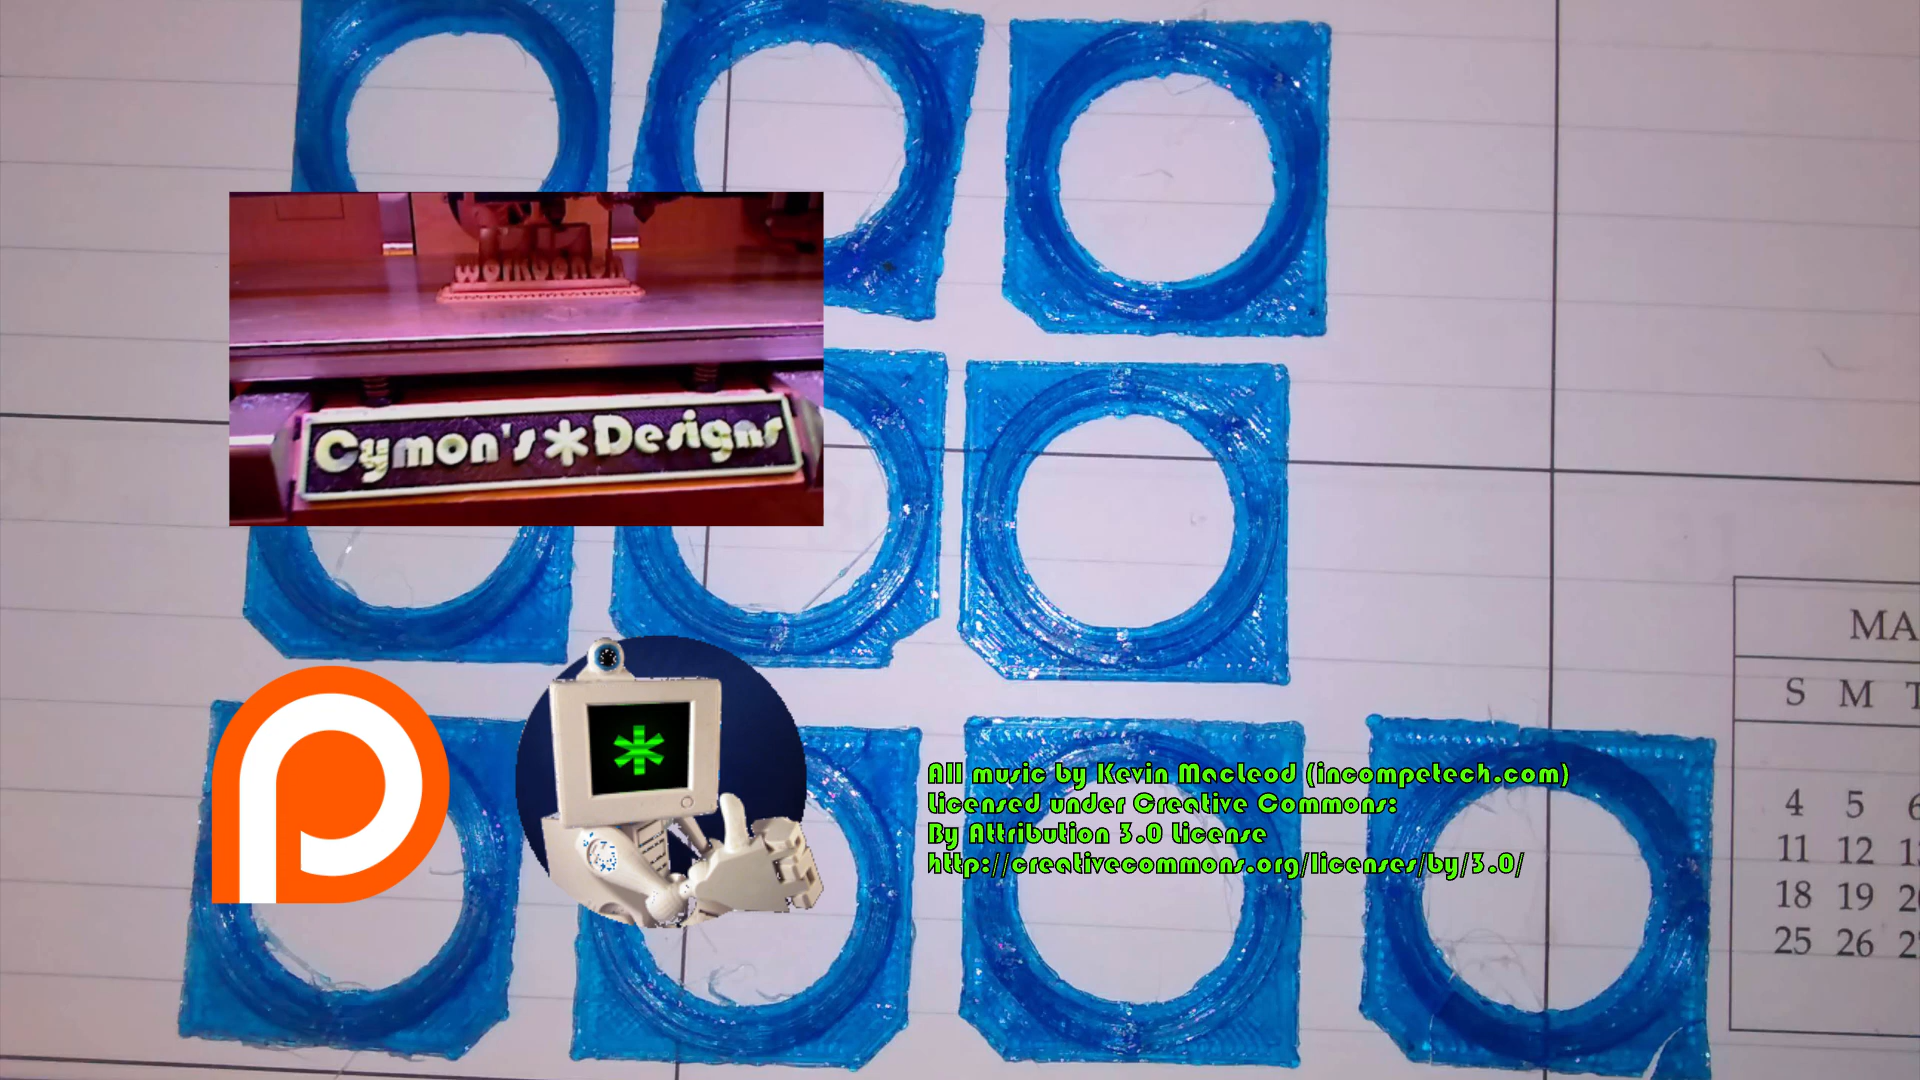 WORKBENCH
Cymon's*Designs
All music by Kevin MacLeod (incompetech.com)
Licensed under Creative Commons:
By Attribution 3.0 License
http://creativecommons.org/licenses/by/3.0/
MA
S M T
4 5 6
11 12
18 19
25 26